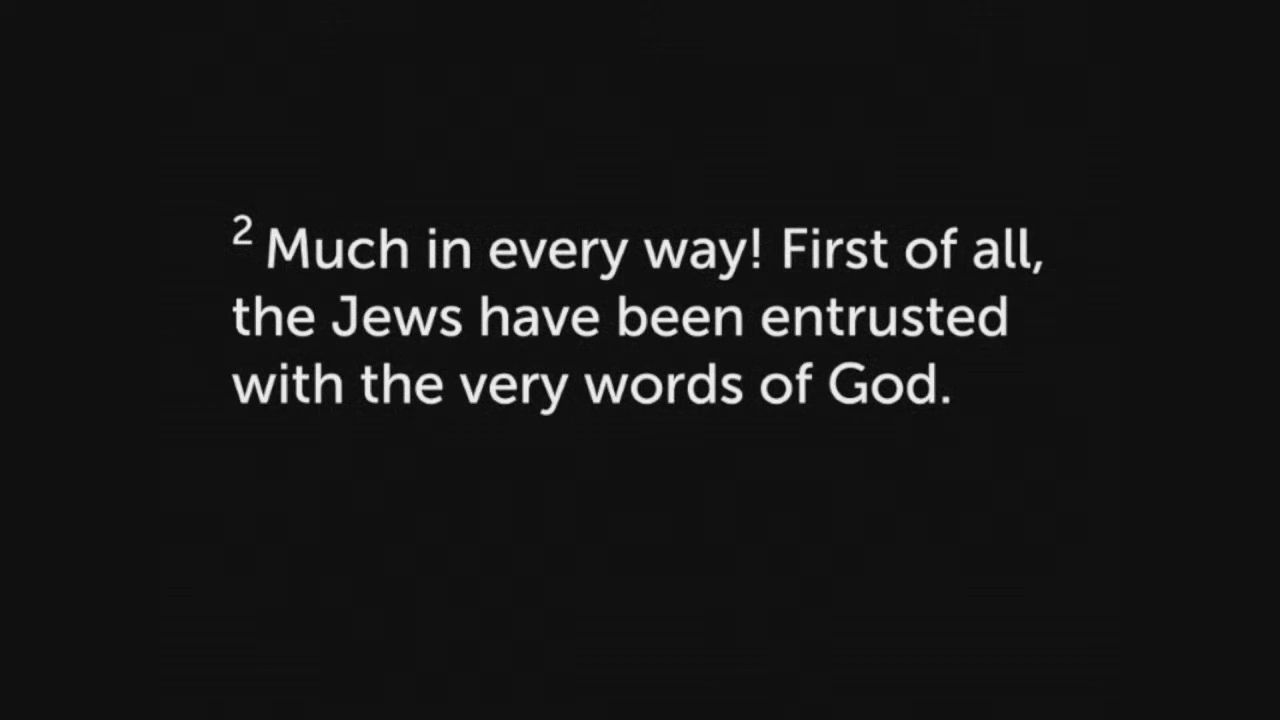 2 Much in every way! First of all,
the Jews have been entrusted
with the very words of God.